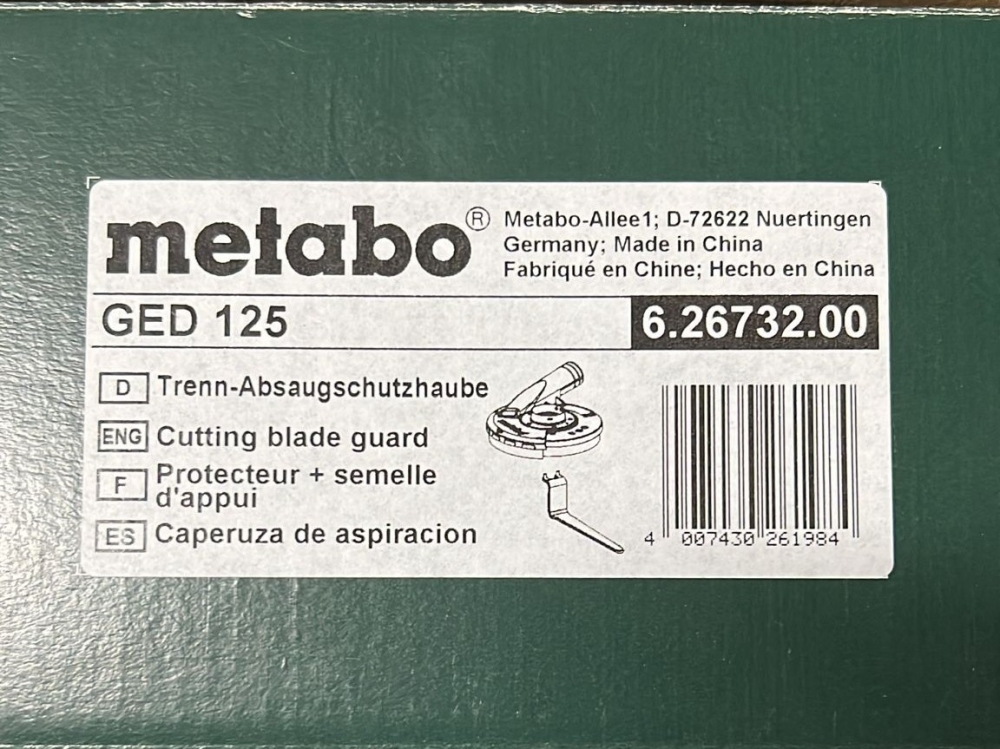 metabo®
Metabo-Allee1; D-72622 Nuertingen
Germany; Made in China
Fabriqué en Chine; Hecho en China
GED 125
6.26732.00
D Trenn-Absaugschutzhaube
ENG Cutting blade guard
F Protecteur + semelle
d'appui
ES Caperuza de aspiracion
4 007430 261984